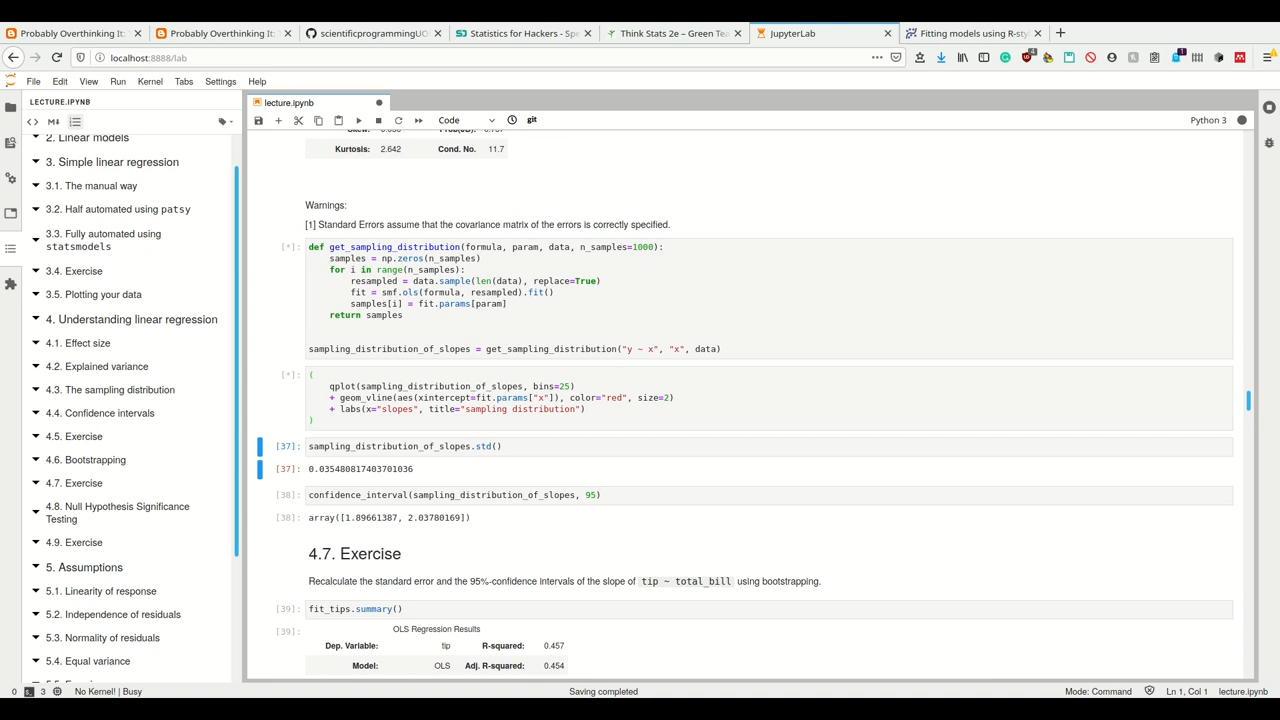 Probably Overthinking It:
Probably Overthinking It:
scientificprogrammingUO
Statistics for Hackers - Spe
Think Stats 2e – Green Tea
JupyterLab
Fitting models using R-sty
localhost:8888/lab
File Edit View Run Kernel Tabs Settings Help
LECTURE.IPYNB
2. Linear models
3. Simple linear regression
3.1. The manual way
3.2. Half automated using patsy
3.3. Fully automated using
statsmodels
3.4. Exercise
3.5. Plotting your data
4. Understanding linear regression
4.1. Effect size
4.2. Explained variance
4.3. The sampling distribution
4.4. Confidence intervals
4.5. Exercise
4.6. Bootstrapping
4.7. Exercise
4.8. Null Hypothesis Significance
Testing
4.9. Exercise
5. Assumptions
5.1. Linearity of response
5.2. Independence of residuals
5.3. Normality of residuals
5.4. Equal variance
lecture.ipynb
Code
git
Python 3
Kurtosis: 2.642 Cond. No. 11.7
Warnings:
[1] Standard Errors assume that the covariance matrix of the errors is correctly specified.
[*]: def get_sampling_distribution(formula, param, data, n_samples=1000):
samples = np.zeros(n_samples)
for i in range(n_samples):
resampled = data.sample(len(data), replace=True)
fit = smf.ols(formula, resampled).fit()
samples[i] = fit.params[param]
return samples
sampling_distribution_of_slopes = get_sampling_distribution("y ~ x", "x", data)
[*]: (
qplot(sampling_distribution_of_slopes, bins=25)
+ geom_vline(aes(xintercept=fit.params["x"]), color="red", size=2)
+ labs(x="slopes", title="sampling distribution")
)
[37]: sampling_distribution_of_slopes.std()
[37]: 0.035480817403701036
[38]: confidence_interval(sampling_distribution_of_slopes, 95)
[38]: array([1.89661387, 2.03780169])
4.7. Exercise
Recalculate the standard error and the 95%-confidence intervals of the slope of tip ~ total_bill using bootstrapping.
[39]: fit_tips.summary()
[39]: OLS Regression Results
Dep. Variable: tip R-squared: 0.457
Model: OLS Adj. R-squared: 0.454
0 3 No Kernel! | Busy
Saving completed
Mode: Command Ln 1, Col 1 lecture.ipynb